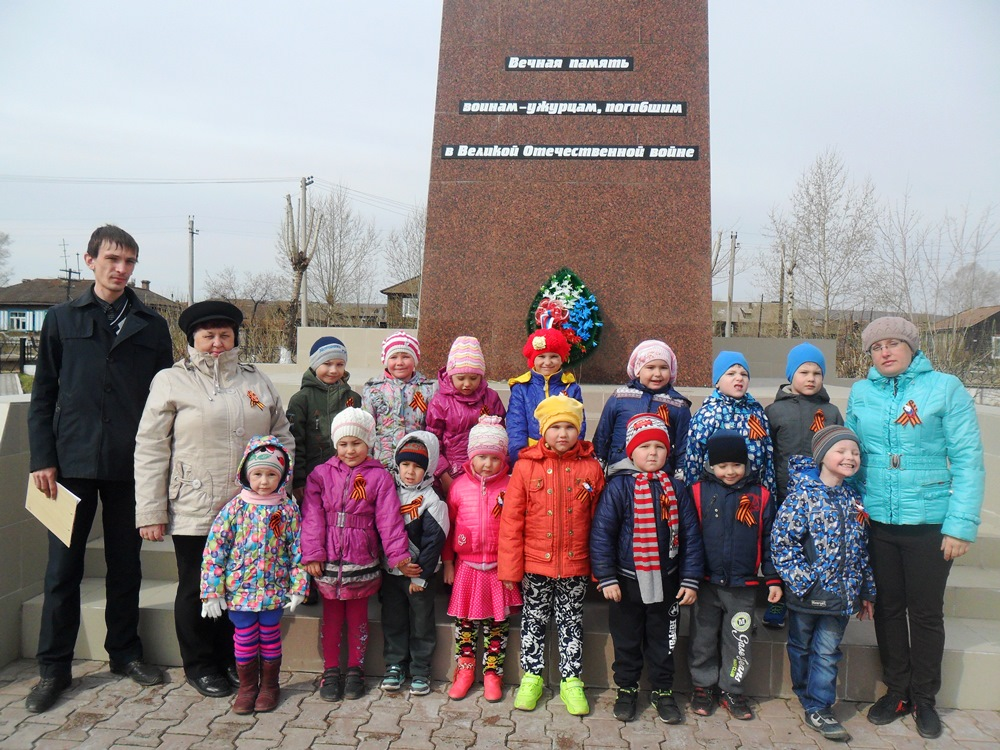 Вечная память
воинам-ужурцам, погибшим
в Великой Отечественной войне